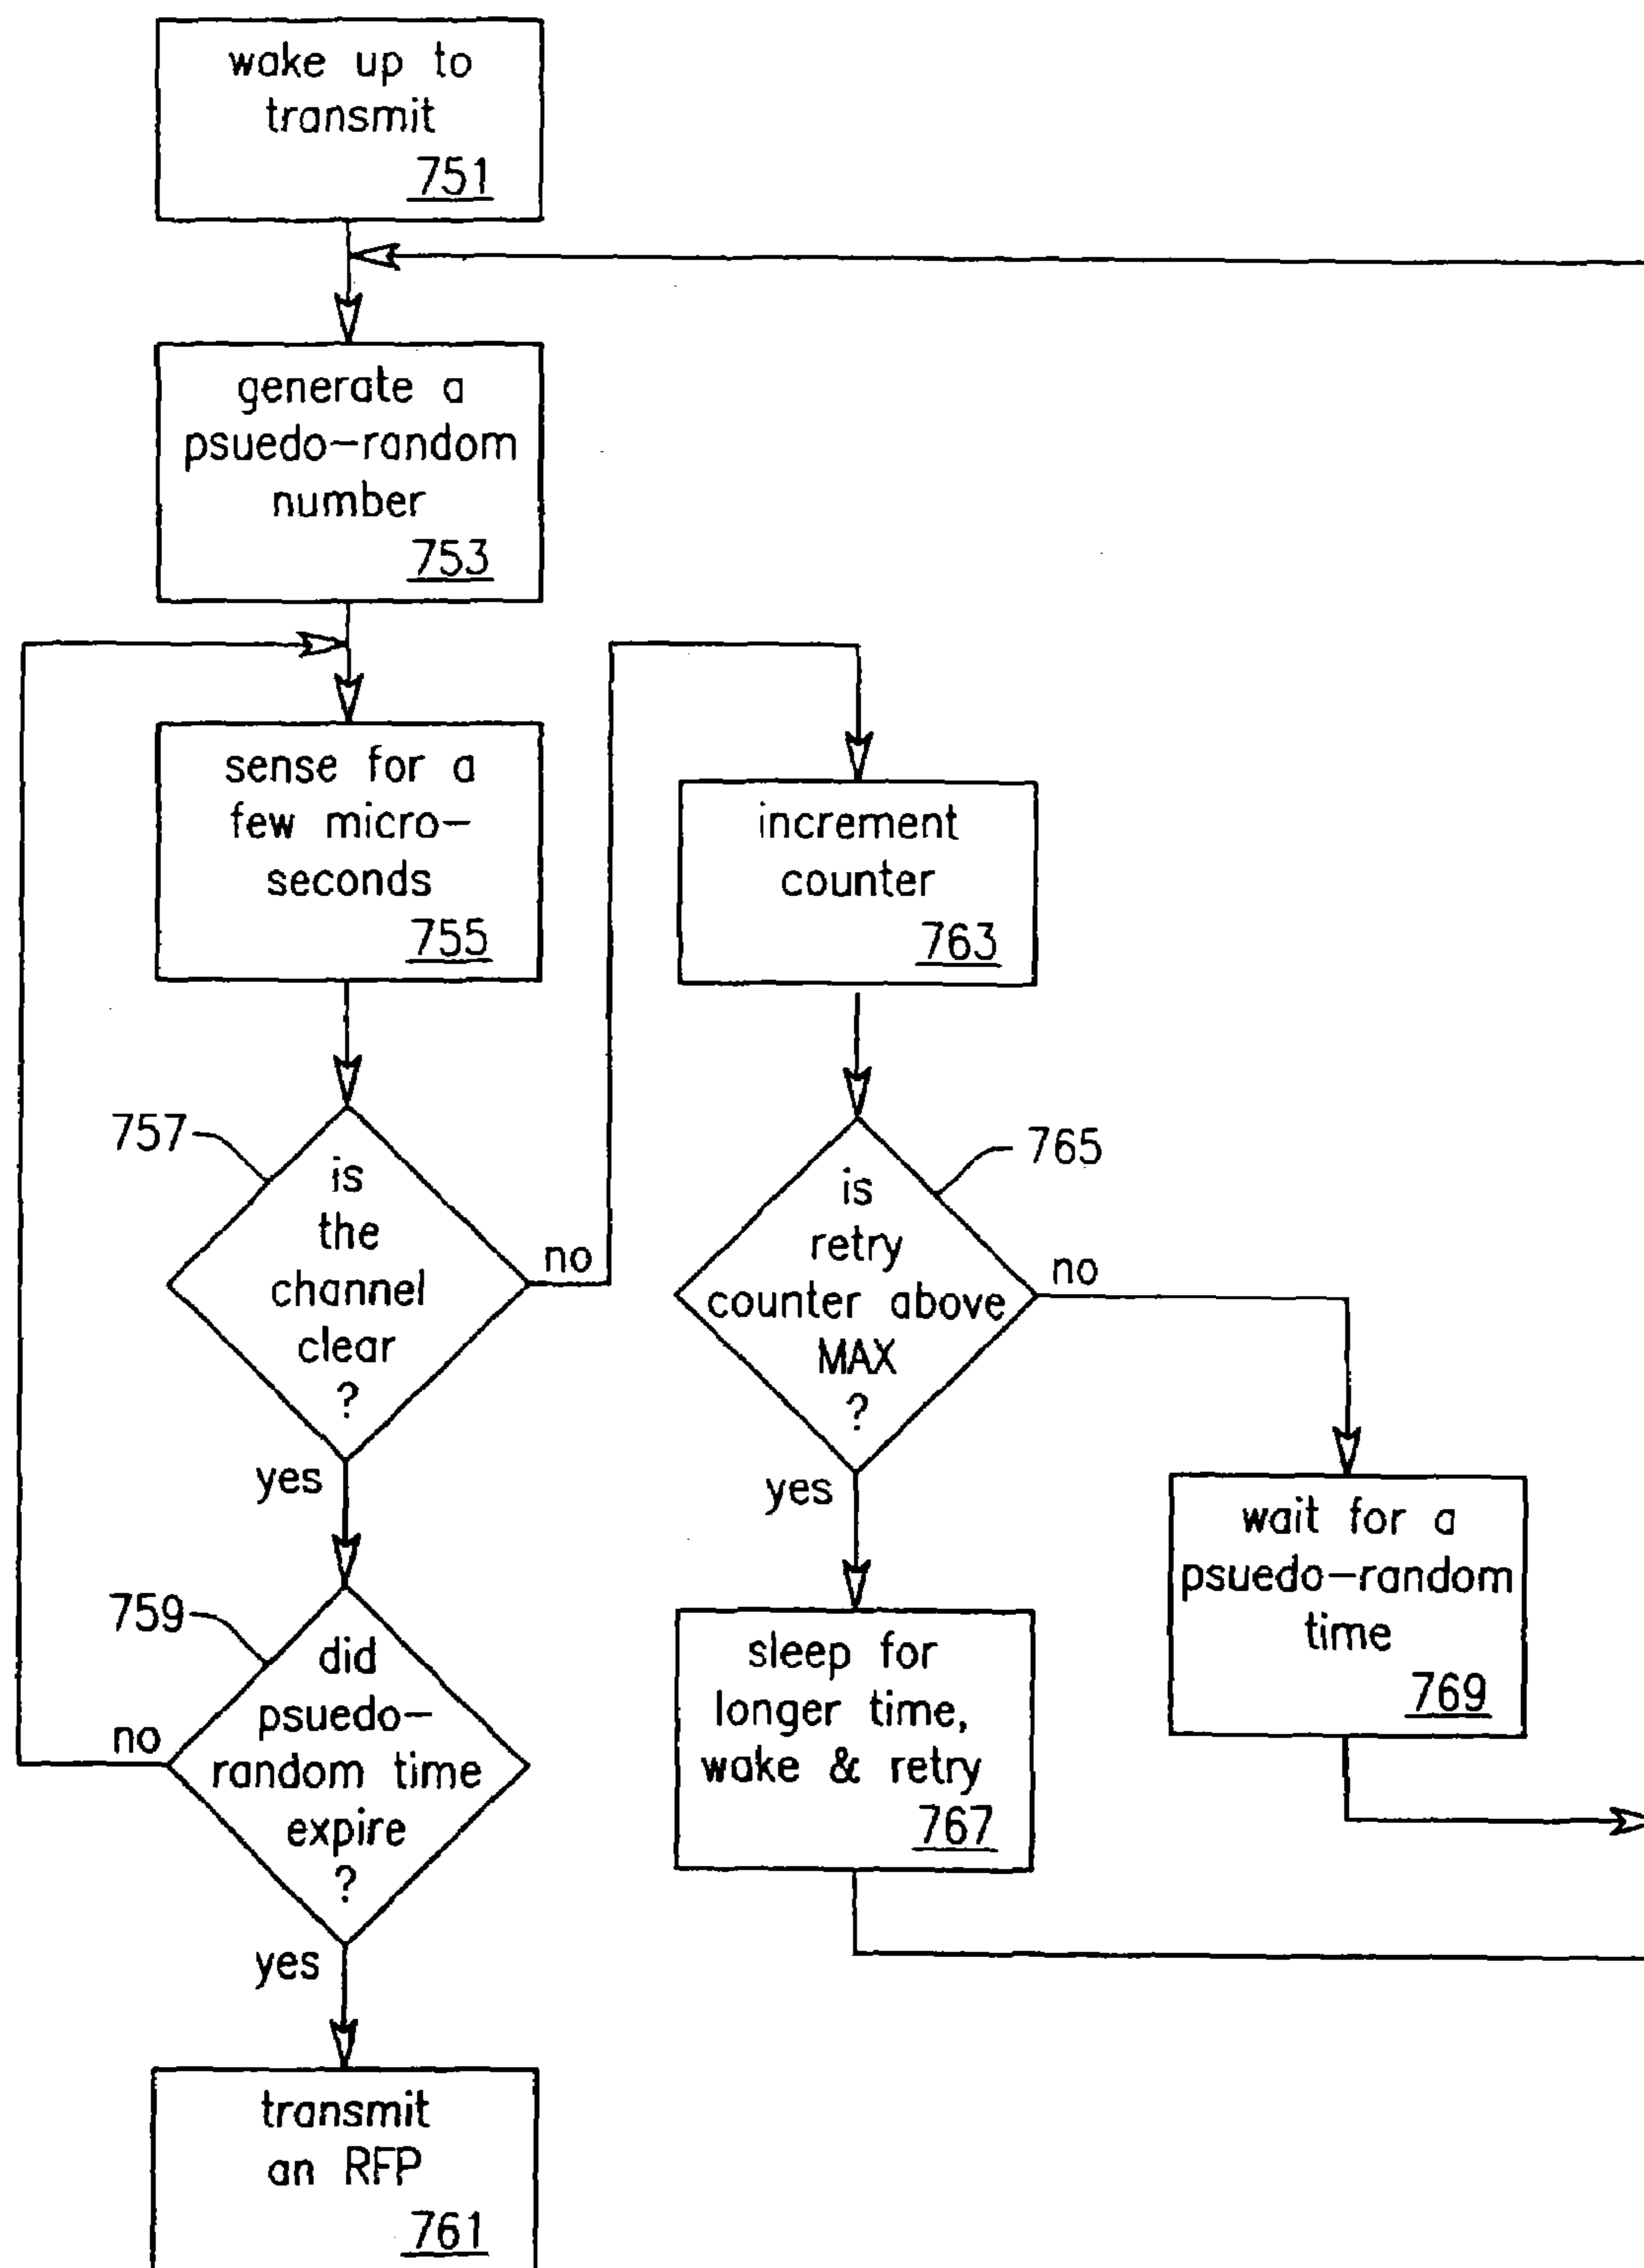 wake up to
transmit
751
generate a
psuedo-random
number
753
sense for a
few micro-
seconds
755
757
is
the
channel
clear
?
no
yes
759
did
psuedo-
random time
expire
?
no
yes
transmit
an RFP
761
increment
counter
763
765
is
retry
counter above
MAX
?
no
yes
sleep for
longer time,
wake & retry
767
wait for a
psuedo-random
time
769